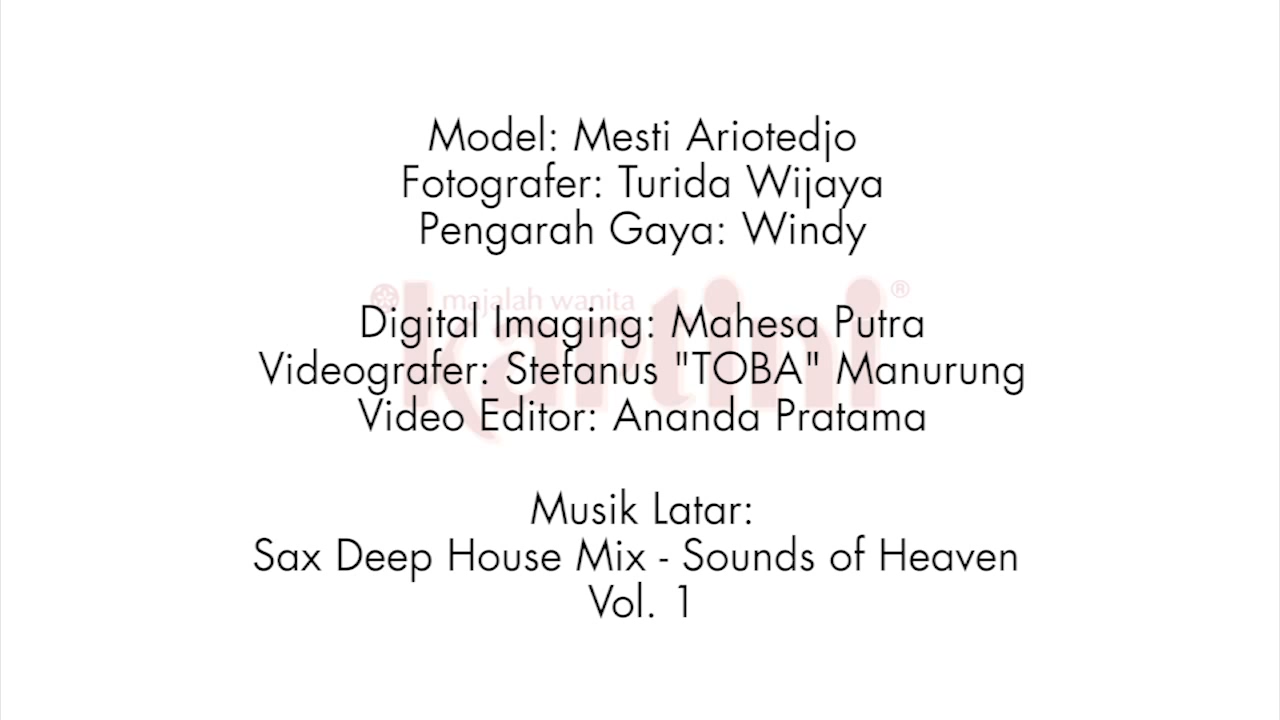 Model: Mesti Ariotedjo
Fotografer: Turida Wijaya
Pengarah Gaya: Windy
majalah wanita
kartini®
Digital Imaging: Mahesa Putra
Videografer: Stefanus "TOBA" Manurung
Video Editor: Ananda Pratama
Musik Latar:
Sax Deep House Mix - Sounds of Heaven
Vol. 1